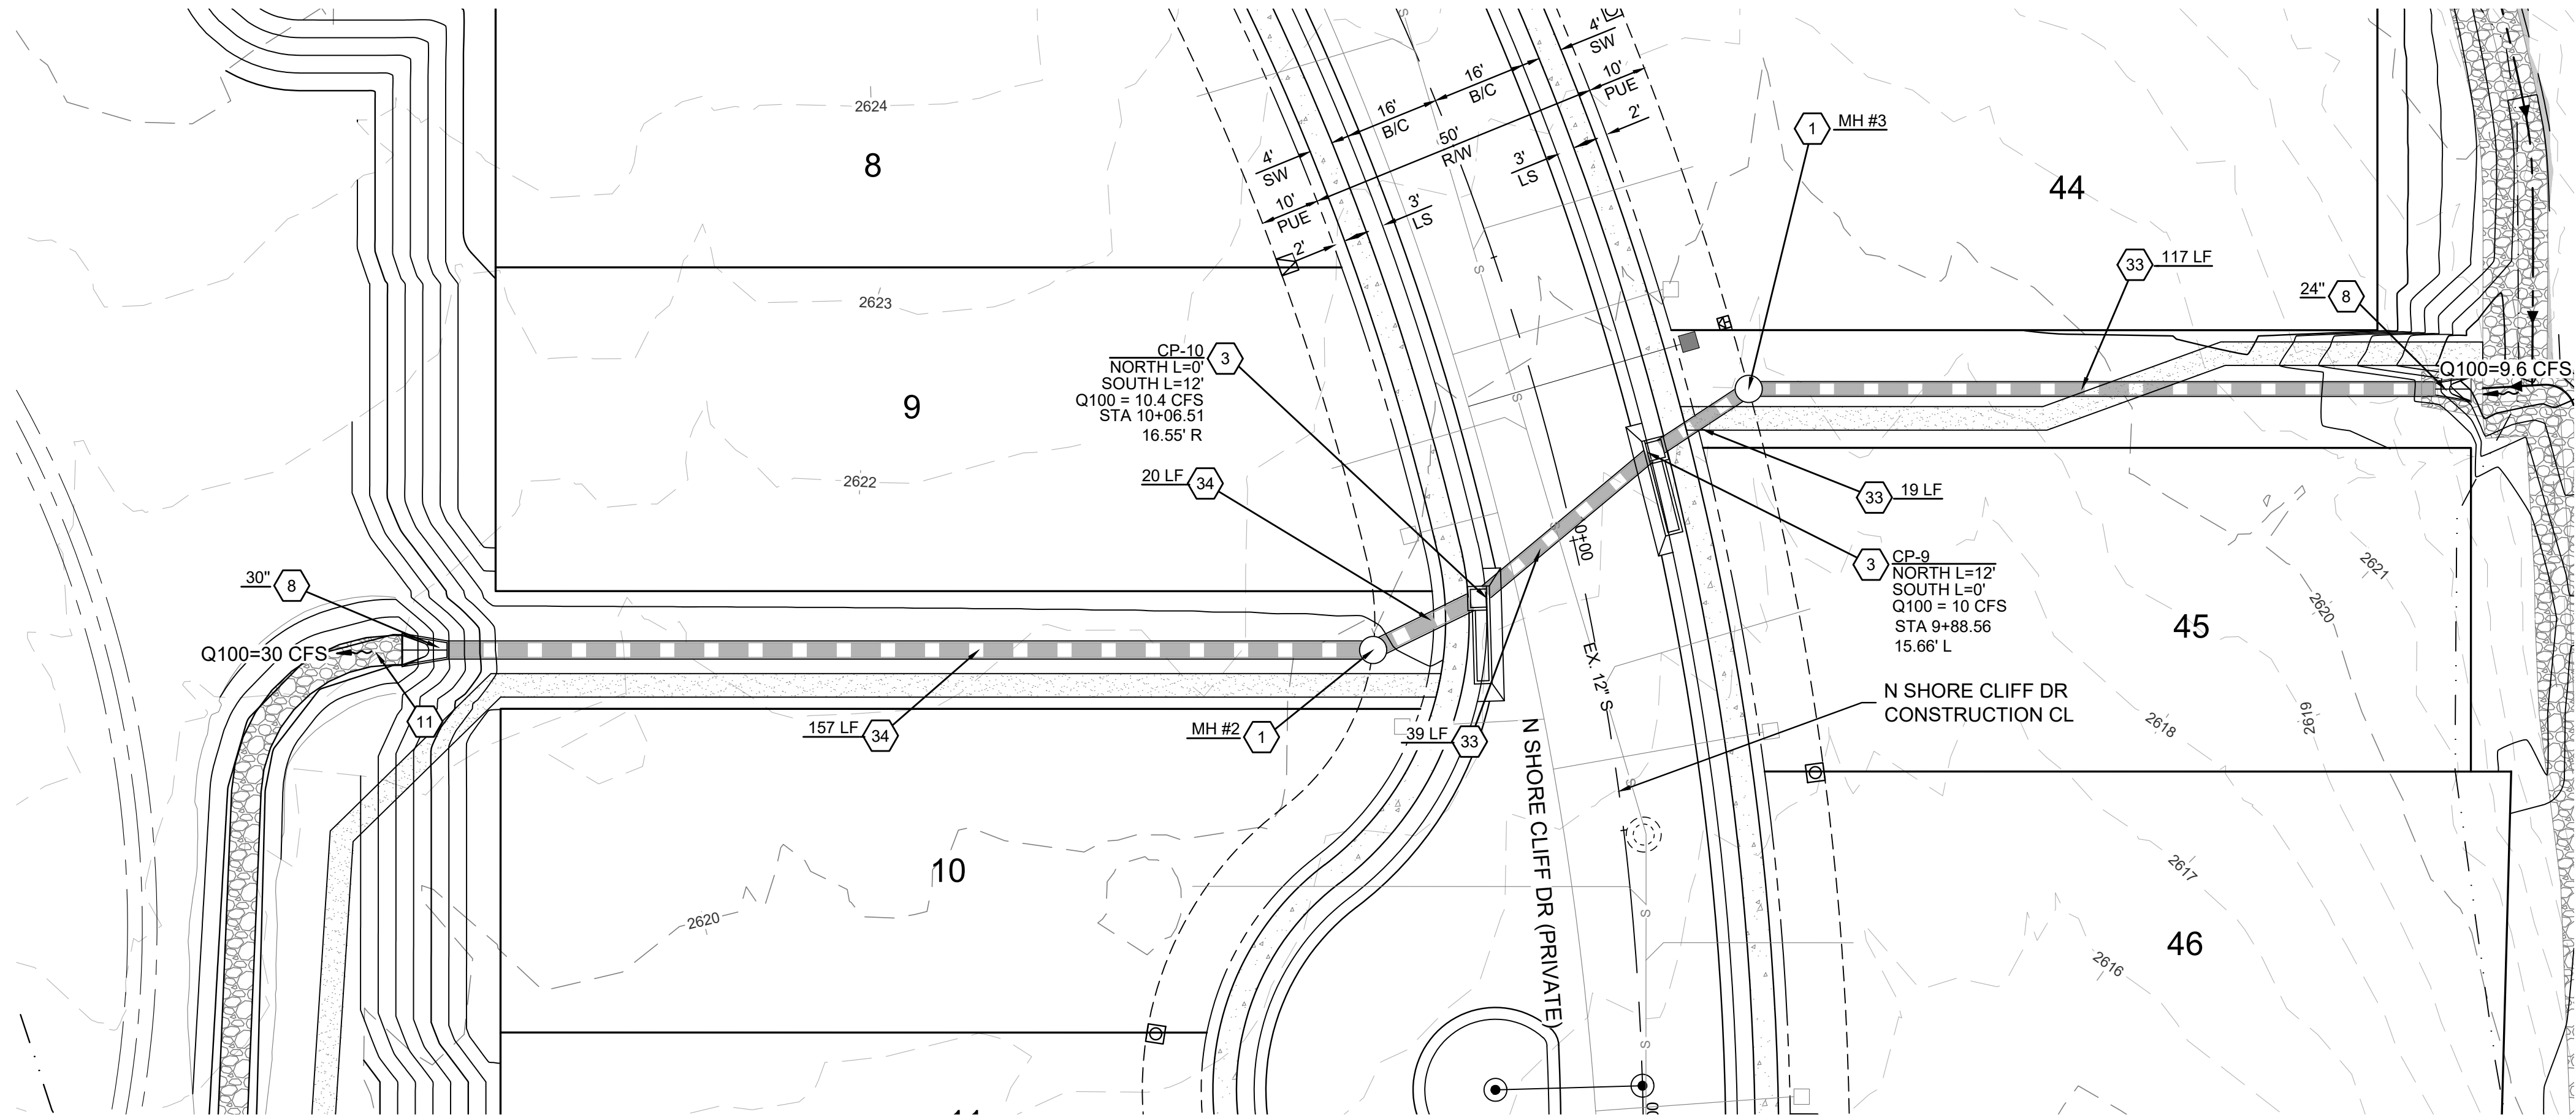 4'
SW
10'
PUE
2'
16'
B/C
16'
B/C
50'
R/W
3'
LS
4'
SW
10'
PUE
2'
3'
LS
2624
8
1
MH #3
44
33
117 LF
24"
8
Q100=9.6 CFS
2623
CP-10
NORTH L=0'
SOUTH L=12'
Q100 = 10.4 CFS
STA 10+06.51
16.55' R
3
9
2622
20 LF
34
33
19 LF
3
CP-9
NORTH L=12'
SOUTH L=0'
Q100 = 10 CFS
STA 9+88.56
15.66' L
0+00
2621
2620
45
30"
8
Q100=30 CFS
11
EX. 12" S
N SHORE CLIFF DR
CONSTRUCTION CL
2619
2618
157 LF
34
MH #2
1
39 LF
33
N SHORE CLIFF DR (PRIVATE)
10
2620
2617
46
2616
S
S
S
S
S
S
S